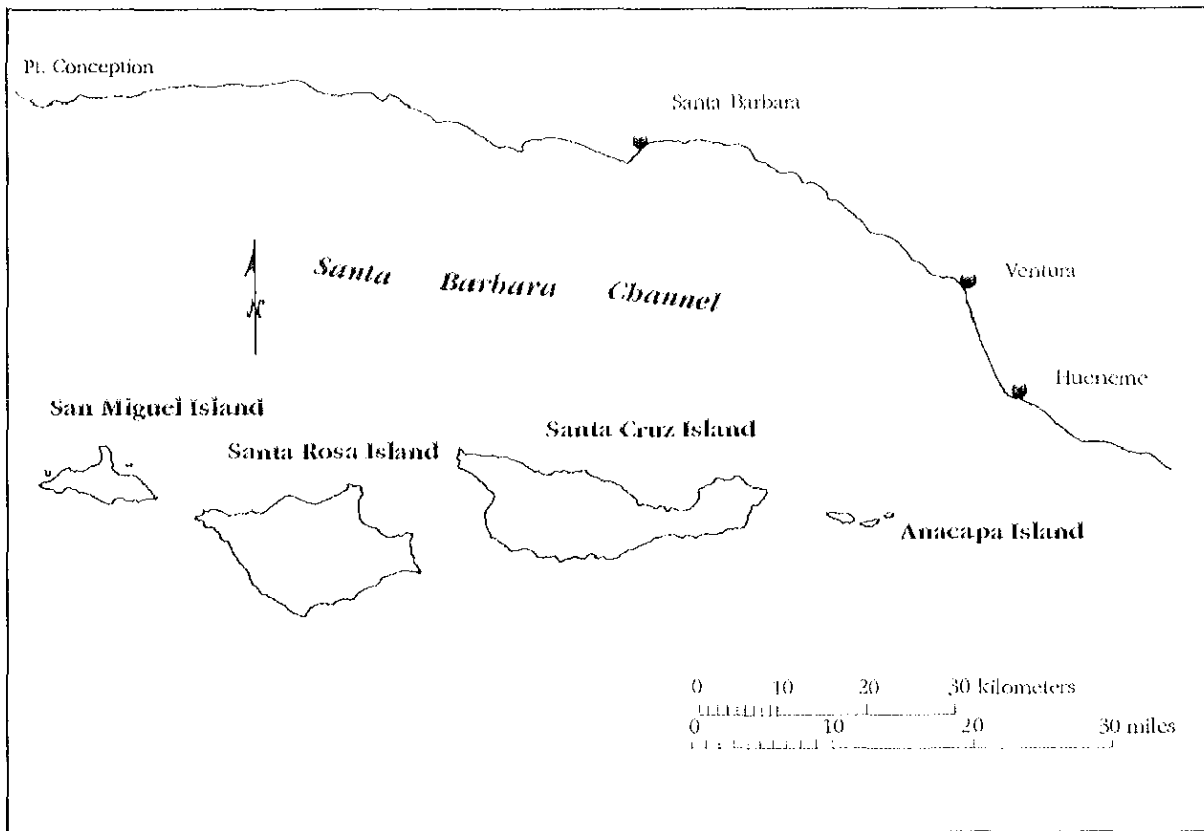 Pt. Conception
Santa Barbara
Ventura
Santa Barbara Channel
N
Hueneme
San Miguel Island
Santa Cruz Island
Santa Rosa Island
Anacapa Island
0 10 20 30 kilometers
0 10 20 30 miles